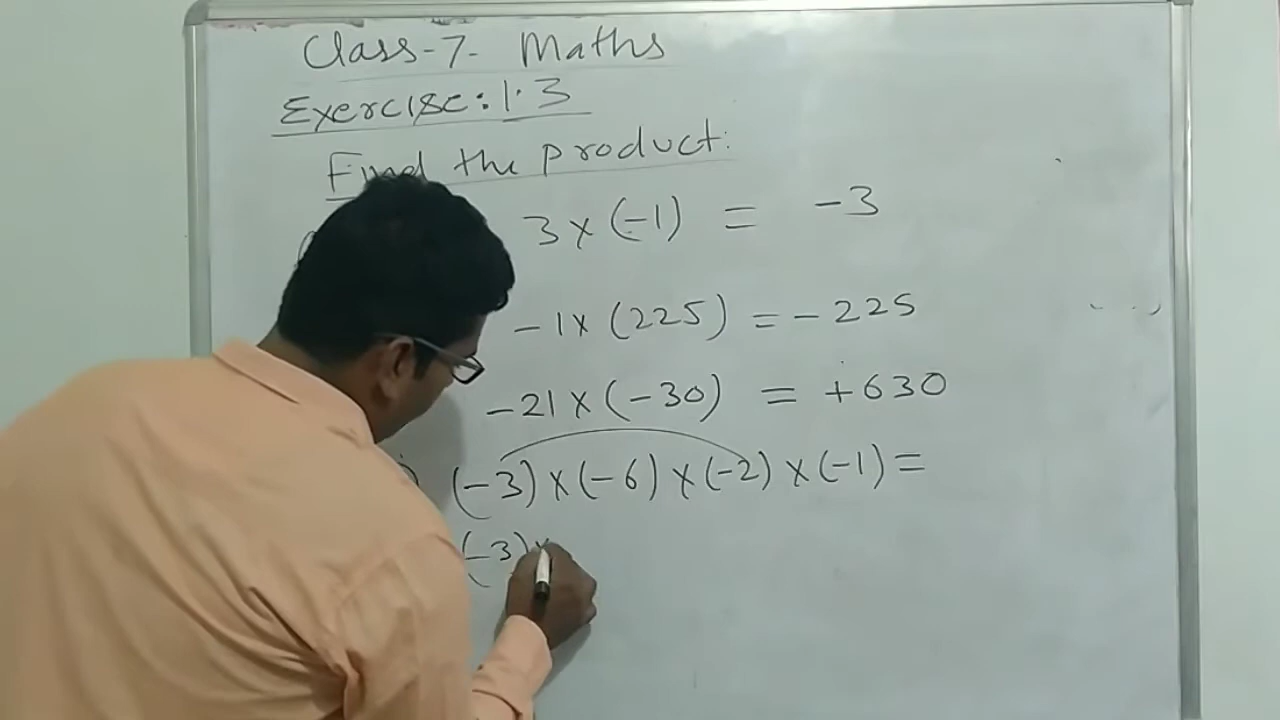 Class-7- Maths
Exercise: 1.3
Find the product:
3 x (-1) = -3
-1 x (225) = -225
-21 x (-30) = +630
(-3) x (-6) x (-2) x (-1) =
(-3) x